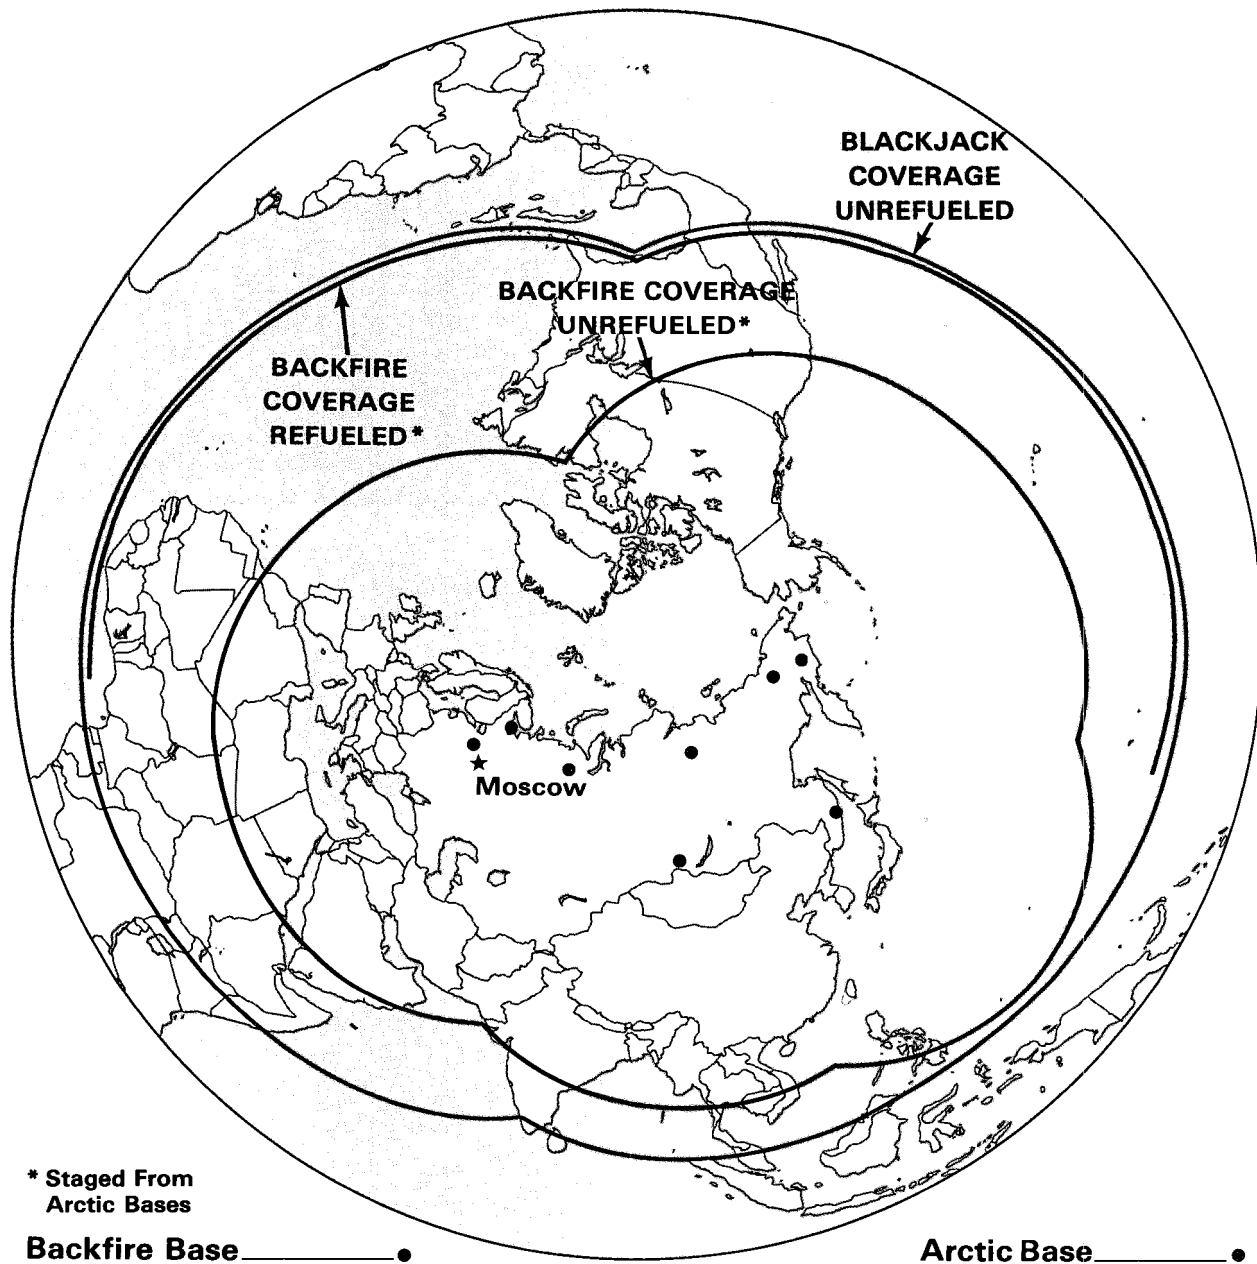 BLACKJACK
COVERAGE
UNREFUELED
BACKFIRE COVERAGE
UNREFUELED*
BACKFIRE
COVERAGE
REFUELED*
Moscow
* Staged From
Arctic Bases
Backfire Base
Arctic Base